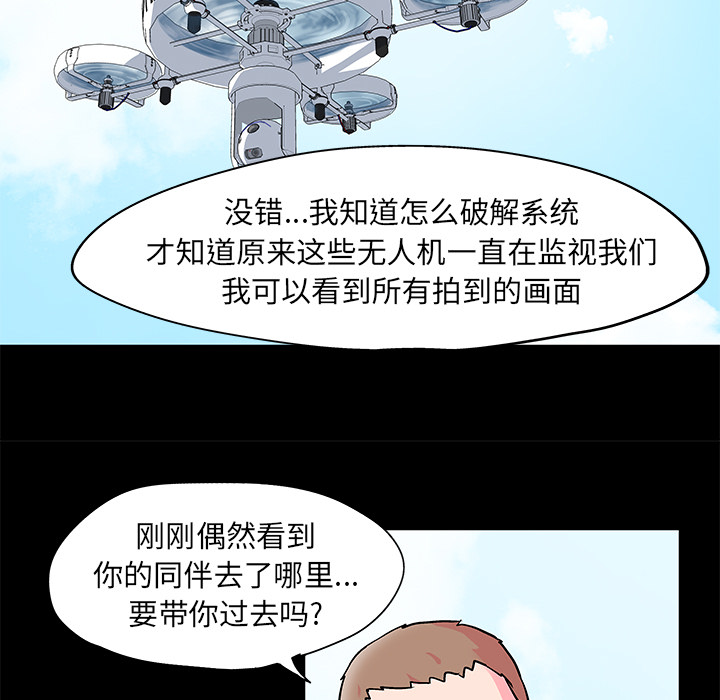 没错...我知道怎么破解系统
才知道原来这些无人机一直在监视我们
我可以看到所有拍到的画面
刚刚偶然看到
你的同伴去了哪里...
要带你过去吗?